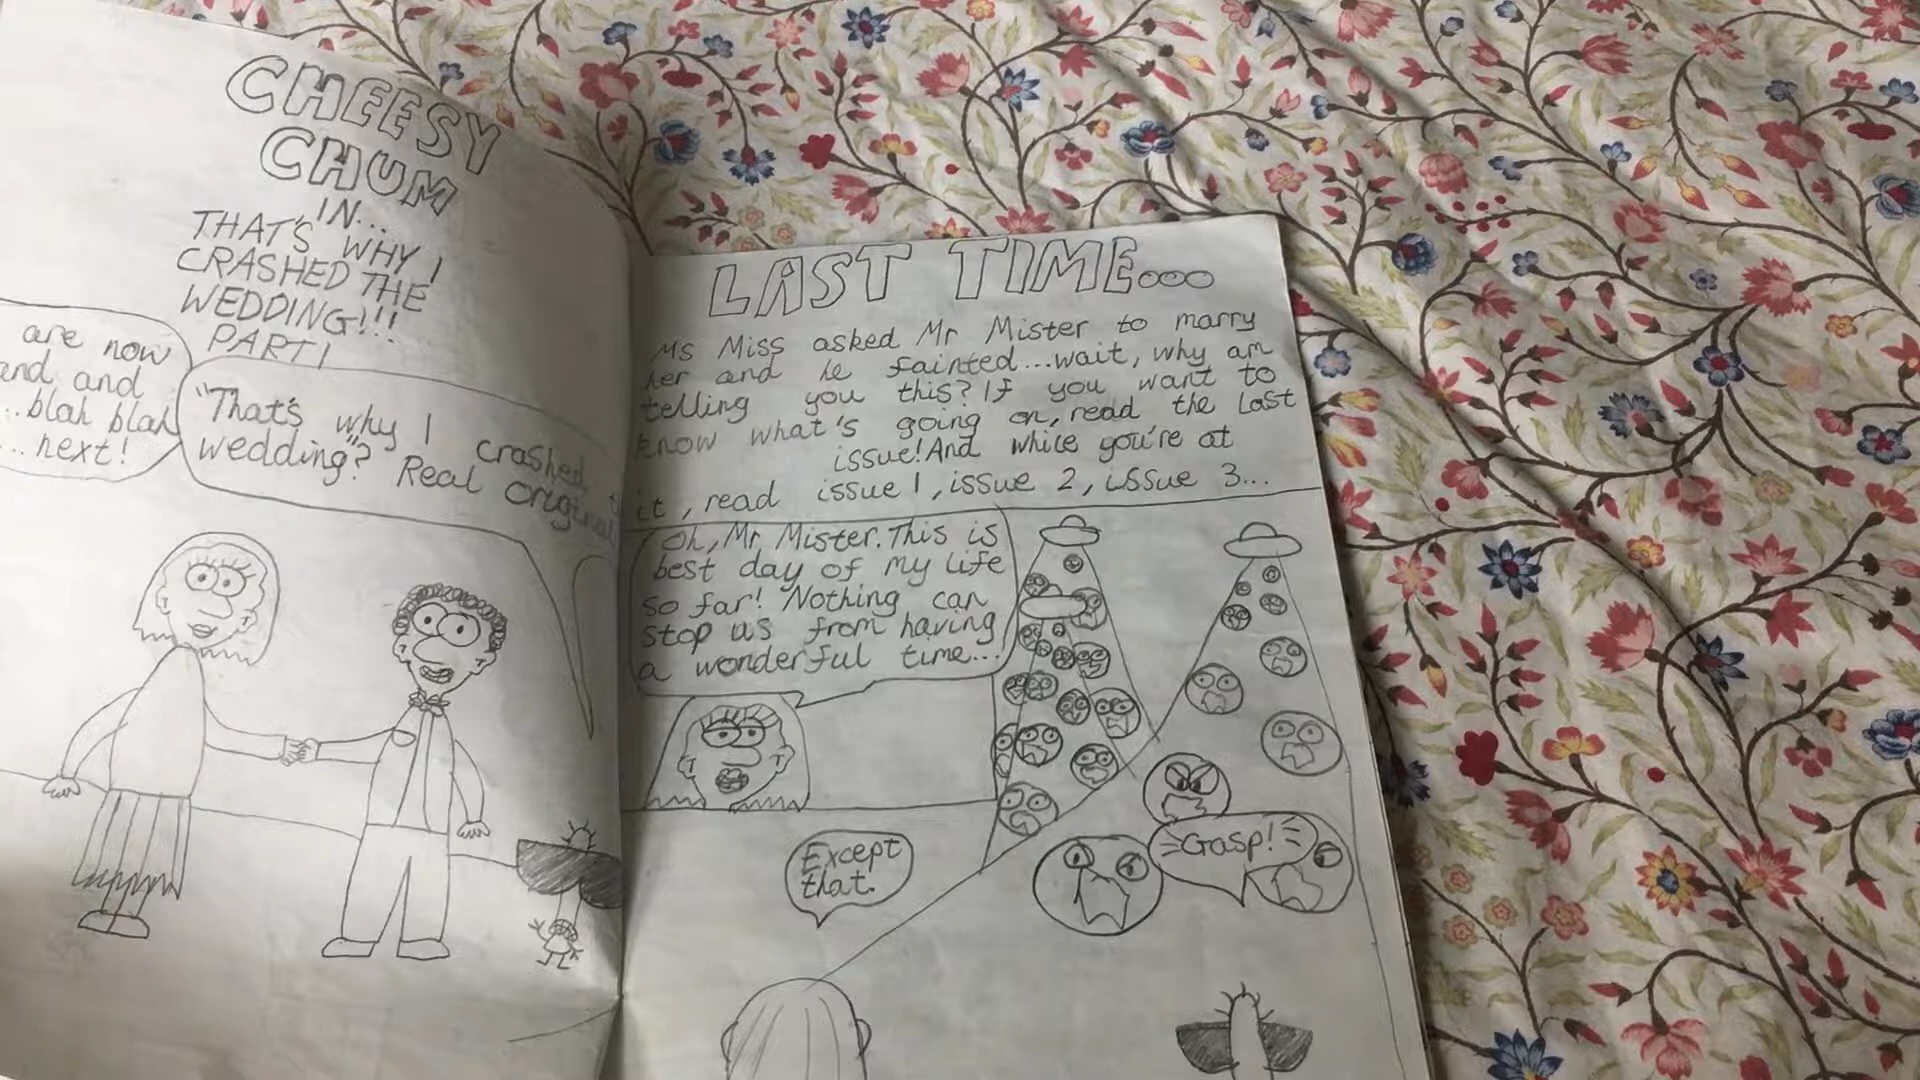 CHEESY
CHUM
IN...
THAT'S WHY I
CRASHED THE
WEDDING!!!
PART 1
are now
and and
...blah blah
... next!
"That's why I crashed
wedding"? Real original
LAST TIME...
Ms Miss asked Mr Mister to marry
her and he fainted...wait, why am
telling you this? If you want to
know what's going on, read the last
issue! And while you're at
it, read issue 1, issue 2, issue 3...
Oh, Mr Mister. This is
best day of my life
so far! Nothing can
stop us from having
a wonderful time...
Except
that.
Gasp!